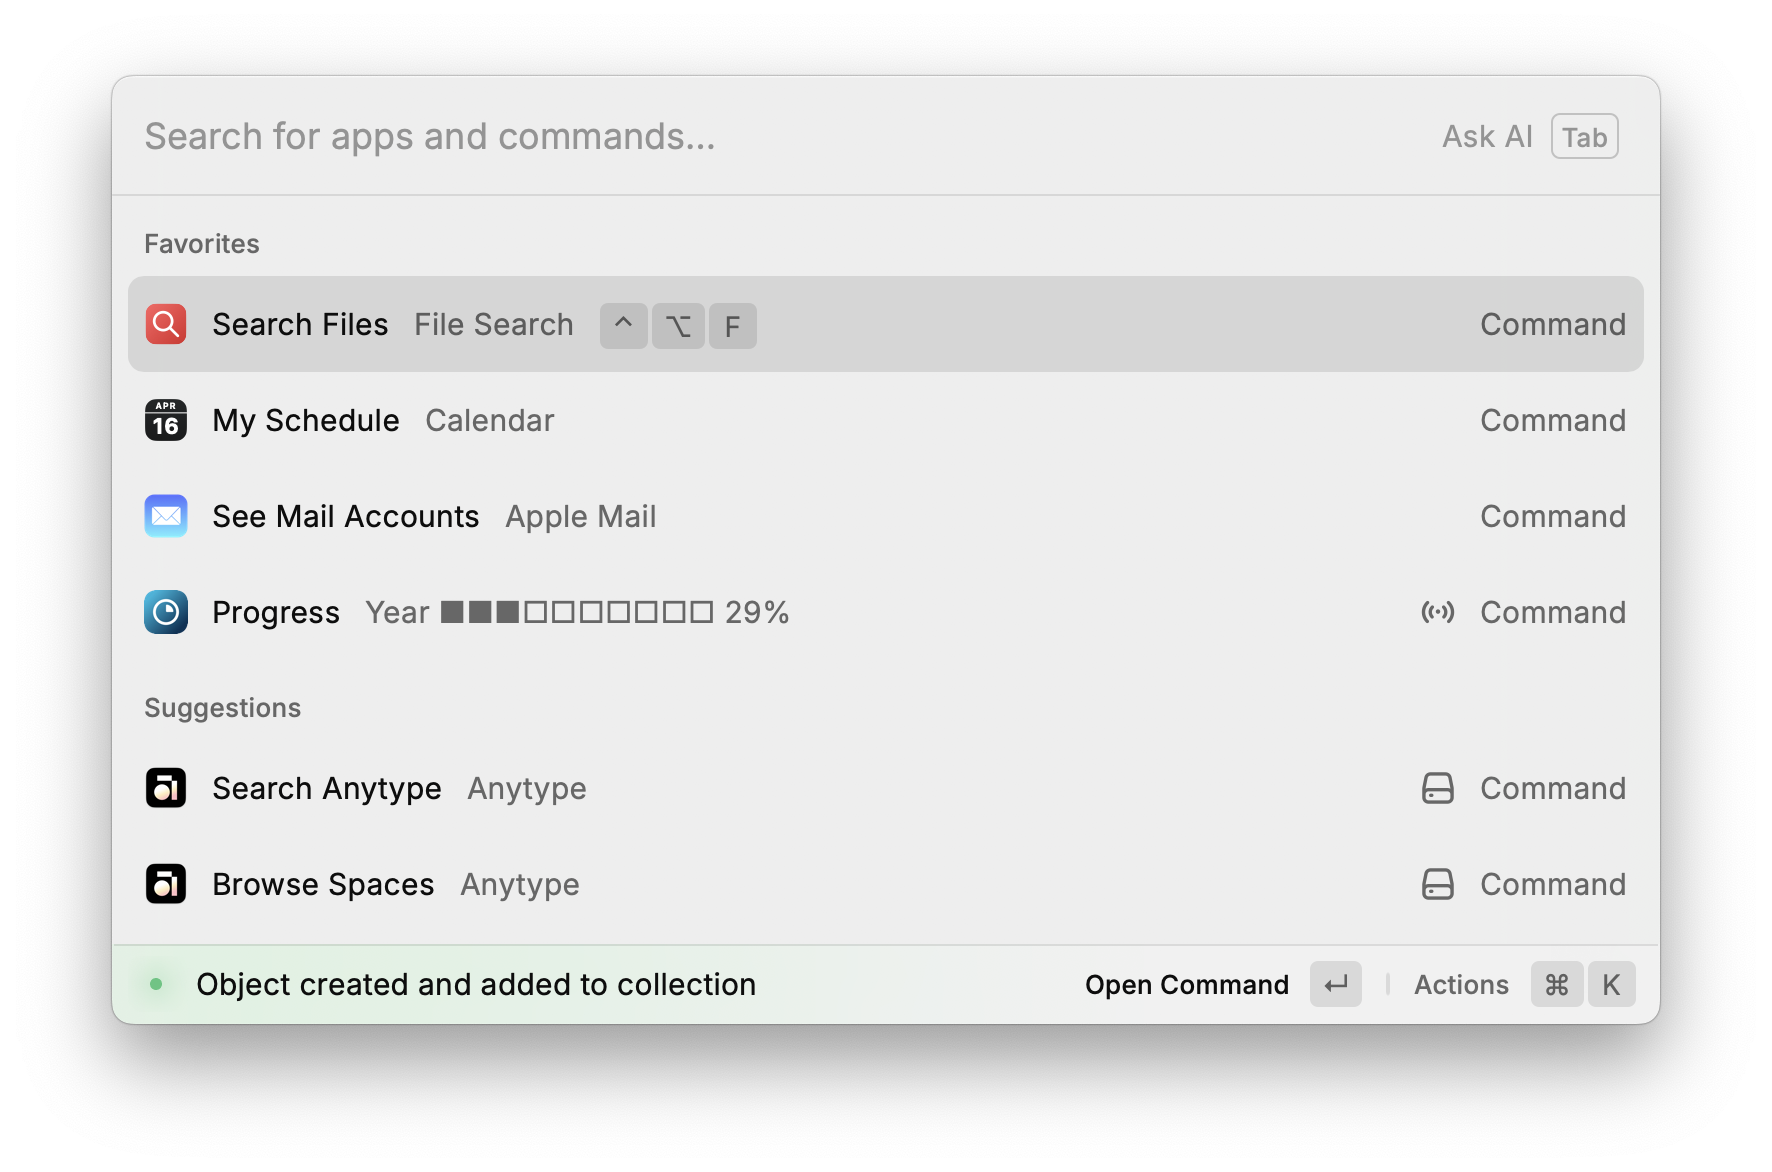 Search for apps and commands... Ask AI Tab
Favorites
Search Files File Search ^ ⌥ F Command
APR
16 My Schedule Calendar Command
See Mail Accounts Apple Mail Command
Progress Year ■■■□□□□□□□ 29% Command
Suggestions
Search Anytype Anytype Command
Browse Spaces Anytype Command
Object created and added to collection Open Command ↵ Actions ⌘ K